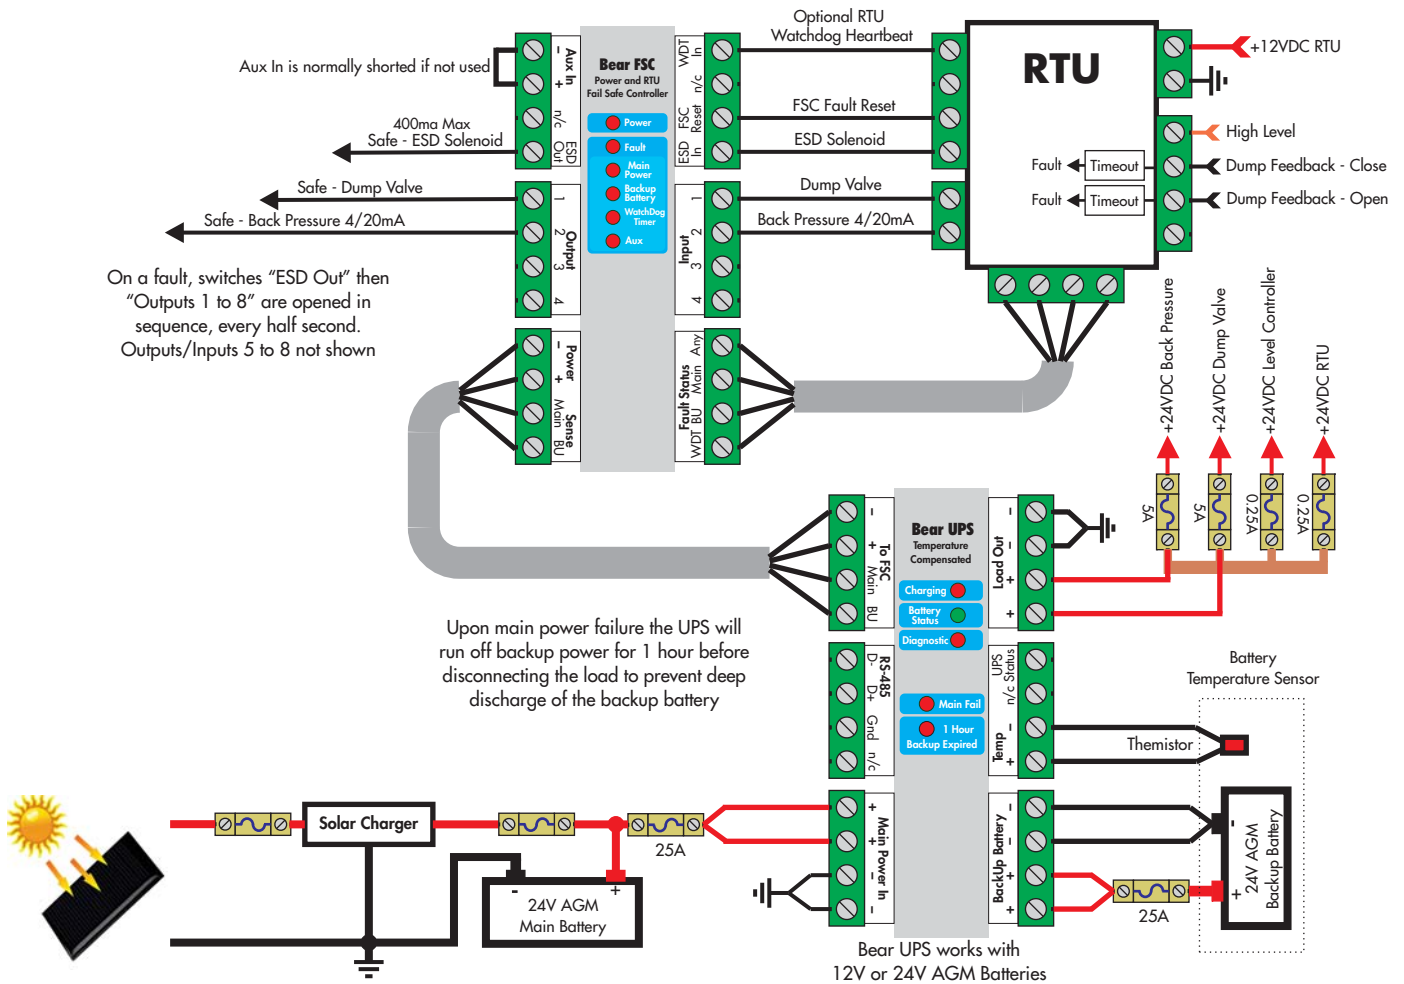 Optional RTU
Watchdog Heartbeat
Aux In is normally shorted if not used
400ma Max
Safe - ESD Solenoid
Safe - Dump Valve
Safe - Back Pressure 4/20mA
On a fault, switches “ESD Out” then
“Outputs 1 to 8” are opened in
sequence, every half second.
Outputs/Inputs 5 to 8 not shown
- Aux In +
n/c
ESD Out
1
2
3
4
Output
- Power +
Main Sense BU
Bear FSC
Power and RTU
Fail Safe Controller
Power
Fault
Main
Power
Backup
Battery
WatchDog
Timer
Aux
WDT In
n/c
FSC Reset
ESD In
1
2
3
4
Input
Any
Main
BU
WDT
Fault Status
FSC Fault Reset
ESD Solenoid
Dump Valve
Back Pressure 4/20mA
RTU
+12VDC RTU
High Level
Fault
Timeout
Dump Feedback - Close
Fault
Timeout
Dump Feedback - Open
+24VDC Back Pressure
+24VDC Dump Valve
+24VDC Level Controller
+24VDC RTU
5A
5A
0.25A
0.25A
Upon main power failure the UPS will
run off backup power for 1 hour before
disconnecting the load to prevent deep
discharge of the backup battery
-
+
Main
BU
To FSC
D-
D+
Gnd
n/c
RS-485
+
+
-
-
Main Power In
Bear UPS
Temperature
Compensated
Charging
Battery
Status
Diagnostic
Main Fail
1 Hour
Backup Expired
-
-
+
+
Load Out
UPS Status
n/c
- Temp +
-
-
+
+
BackUp Battery
Battery
Temperature Sensor
Themistor
-
+
24V AGM
Backup Battery
25A
Solar Charger
25A
-
+
24V AGM
Main Battery
Bear UPS works with
12V or 24V AGM Batteries